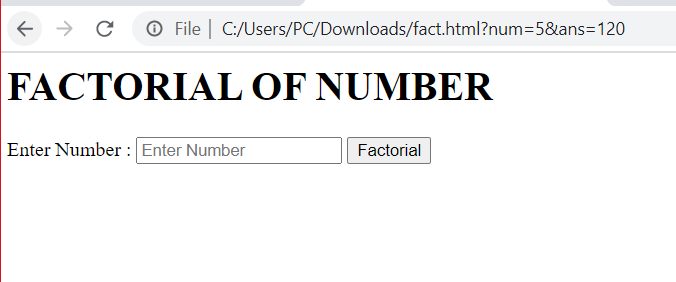 File | C:/Users/PC/Downloads/fact.html?num=5&ans=120
FACTORIAL OF NUMBER
Enter Number : Enter Number Factorial